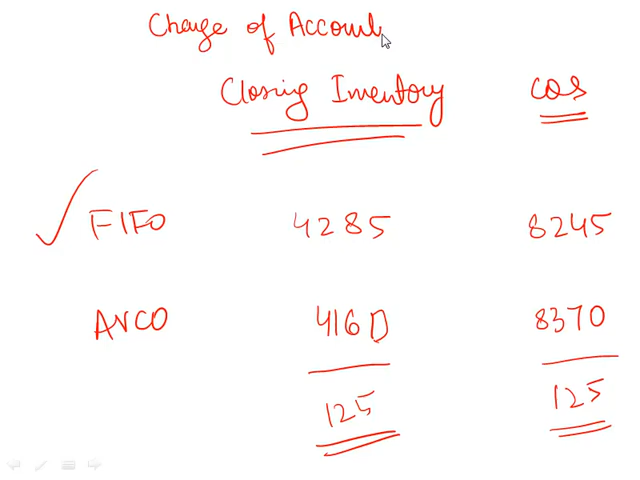 Change of Account
Closing Inventory COS
FIFO 4285 8245
AVCO 4160 8370
125 125